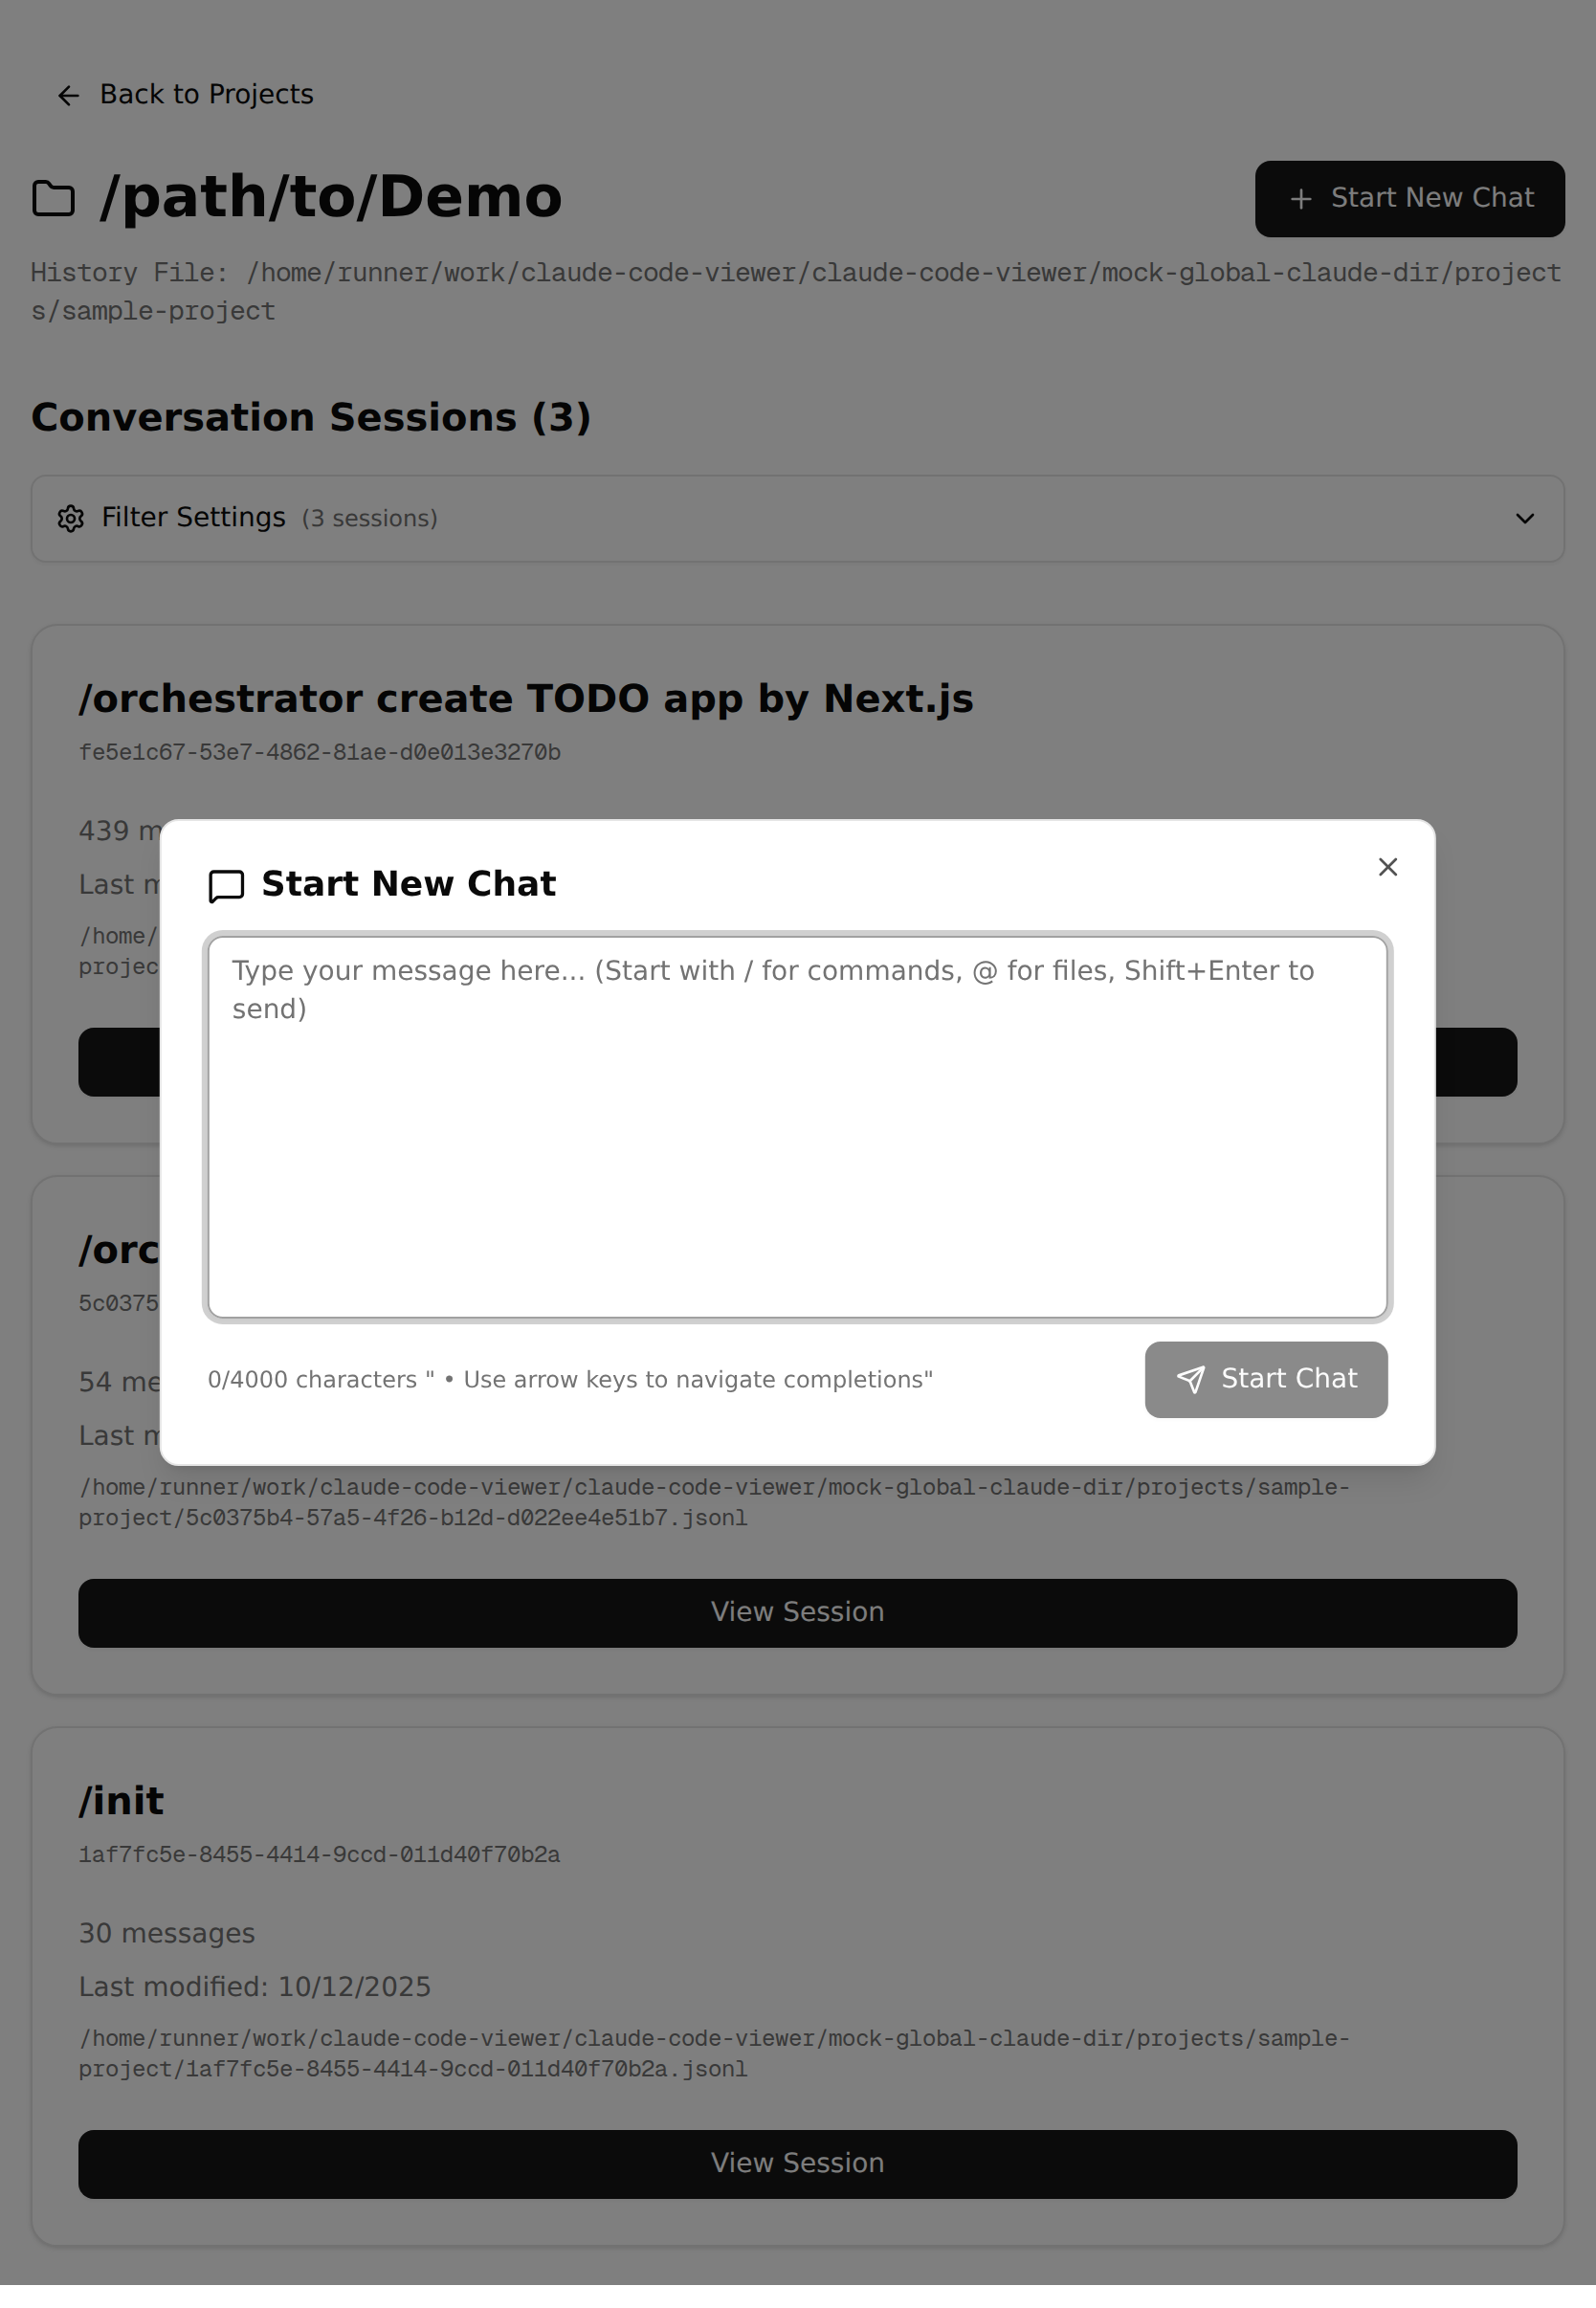 Back to Projects
/path/to/Demo
Start New Chat
History File: /home/runner/work/claude-code-viewer/claude-code-viewer/mock-global-claude-dir/project
s/sample-project
Conversation Sessions (3)
Filter Settings (3 sessions)
/orchestrator create TODO app by Next.js
fe5e1c67-53e7-4862-81ae-d0e013e3270b
439 m
Last m
/home/
projec
Start New Chat
Type your message here... (Start with / for commands, @ for files, Shift+Enter to
send)
0/4000 characters " • Use arrow keys to navigate completions"
Start Chat
/orc
5c0375
54 me
Last m
/home/runner/work/claude-code-viewer/claude-code-viewer/mock-global-claude-dir/projects/sample-
project/5c0375b4-57a5-4f26-b12d-d022ee4e51b7.jsonl
View Session
/init
1af7fc5e-8455-4414-9ccd-011d40f70b2a
30 messages
Last modified: 10/12/2025
/home/runner/work/claude-code-viewer/claude-code-viewer/mock-global-claude-dir/projects/sample-
project/1af7fc5e-8455-4414-9ccd-011d40f70b2a.jsonl
View Session